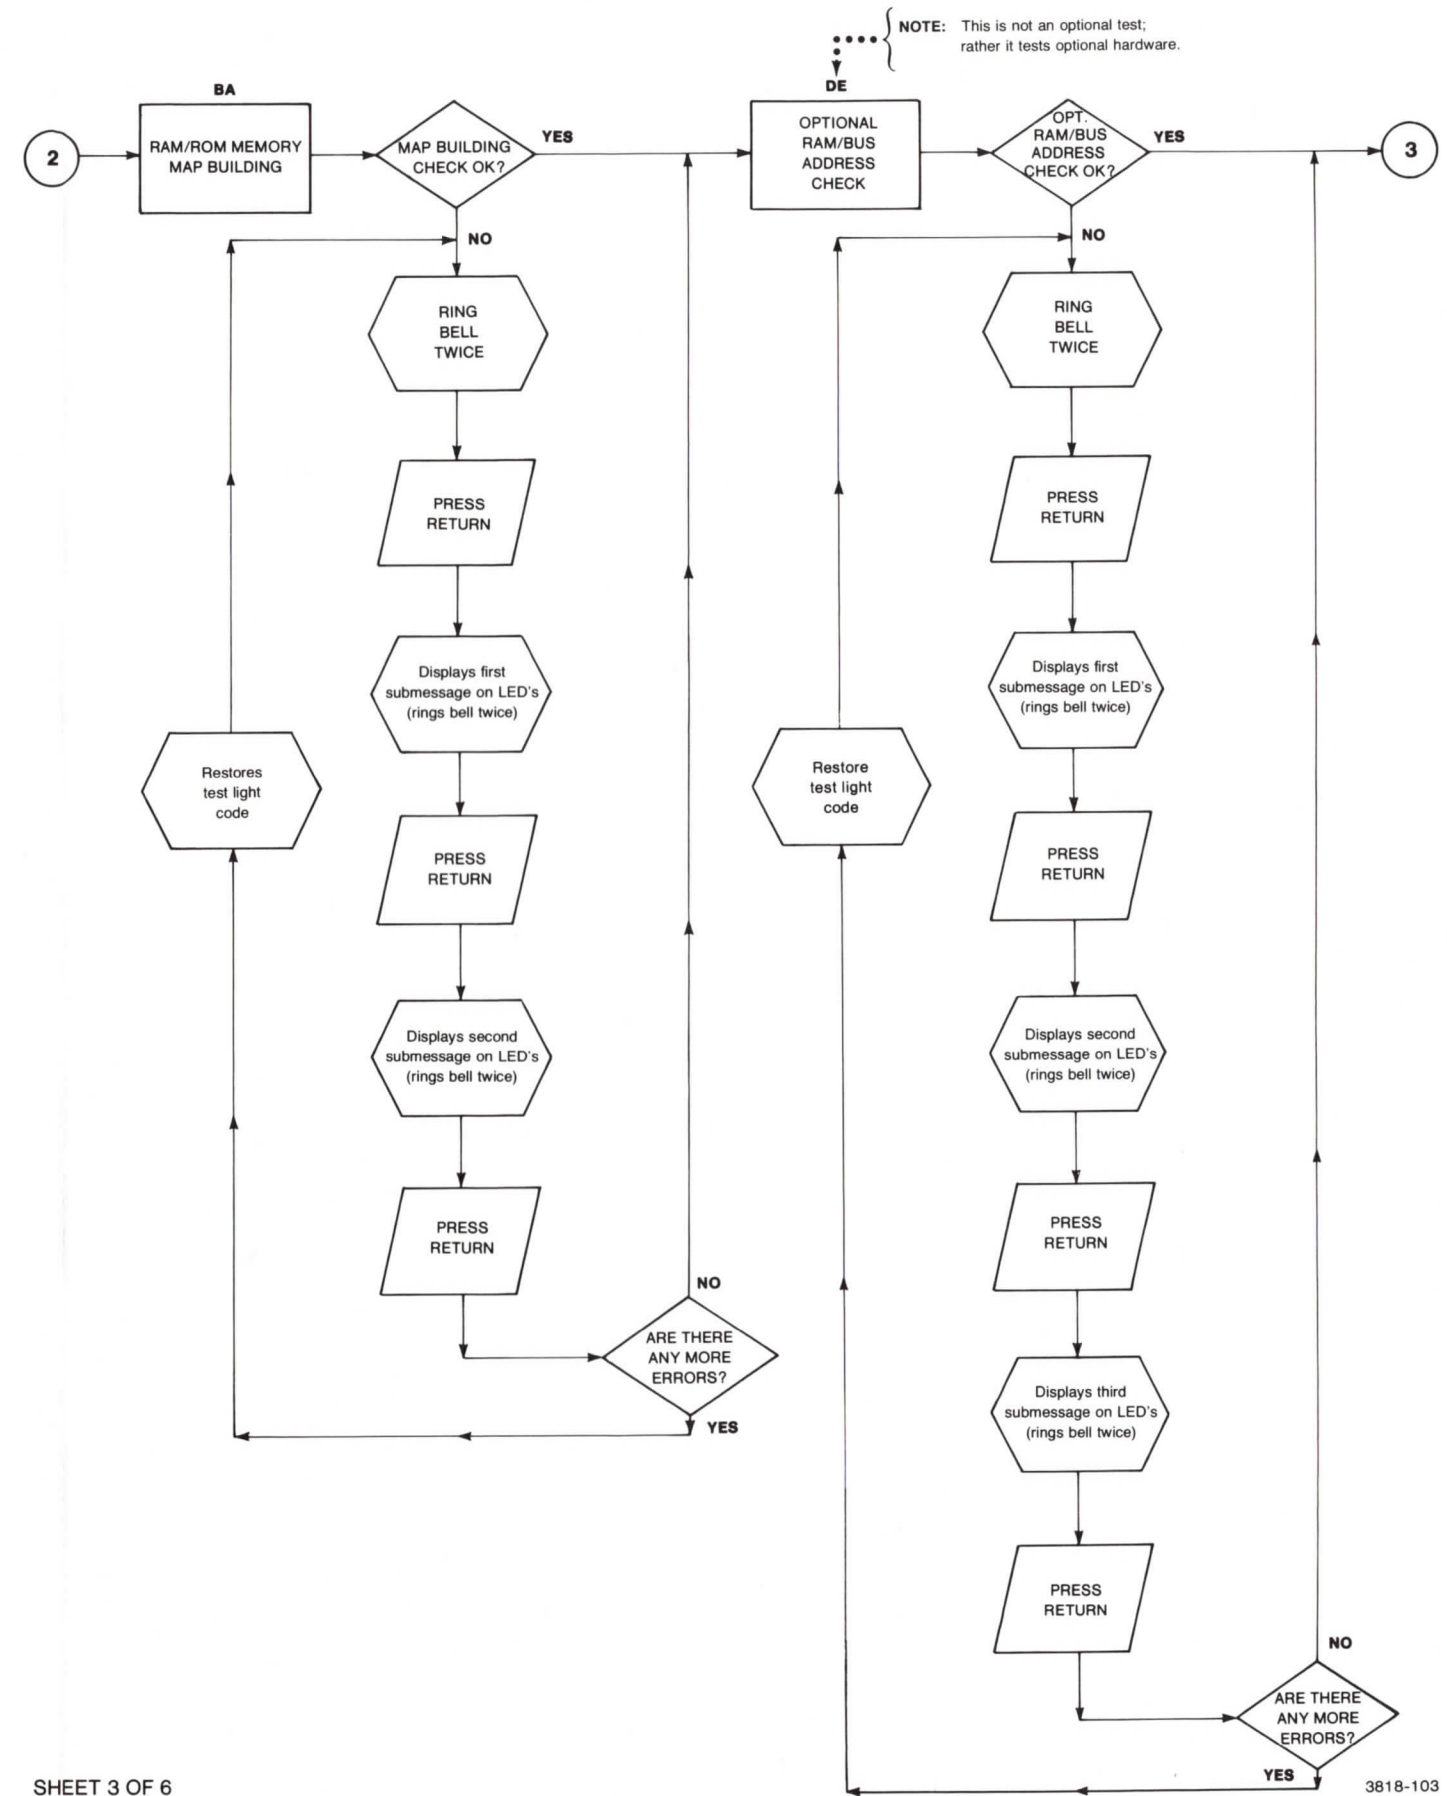 NOTE: This is not an optional test;
rather it tests optional hardware.
BA
DE
2
RAM/ROM MEMORY
MAP BUILDING
MAP BUILDING
CHECK OK?
YES
OPTIONAL
RAM/BUS
ADDRESS
CHECK
OPT.
RAM/BUS
ADDRESS
CHECK OK?
YES
3
NO
RING
BELL
TWICE
PRESS
RETURN
Displays first
submessage on LED's
(rings bell twice)
Restores
test light
code
PRESS
RETURN
Displays second
submessage on LED's
(rings bell twice)
PRESS
RETURN
NO
ARE THERE
ANY MORE
ERRORS?
YES
NO
RING
BELL
TWICE
PRESS
RETURN
Displays first
submessage on LED's
(rings bell twice)
Restore
test light
code
PRESS
RETURN
Displays second
submessage on LED's
(rings bell twice)
PRESS
RETURN
Displays third
submessage on LED's
(rings bell twice)
PRESS
RETURN
NO
ARE THERE
ANY MORE
ERRORS?
YES
SHEET 3 OF 6
3818-103